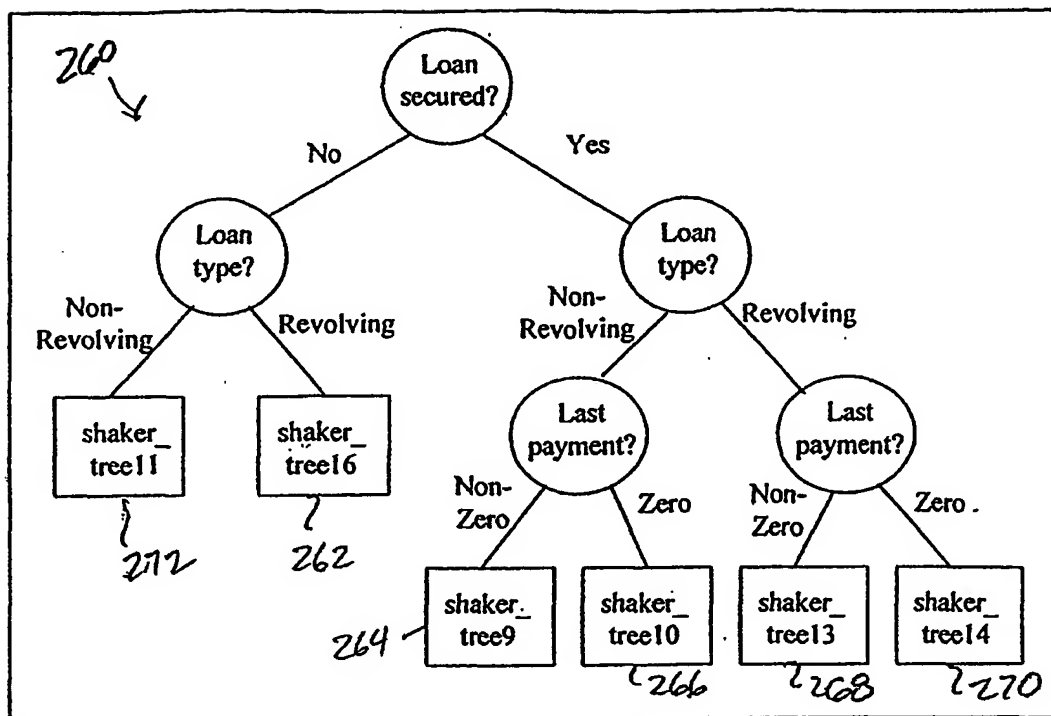 260
Loan
secured?
No
Yes
Loan
type?
Loan
type?
Non-
Revolving
Revolving
Non-
Revolving
Revolving
shaker_
tree11
shaker_
tree16
Last
payment?
Last
payment?
272
262
Non-
Zero
Zero
Non-
Zero
Zero
264
shaker_
tree9
shaker_
tree10
shaker_
tree13
shaker_
tree14
266
268
270